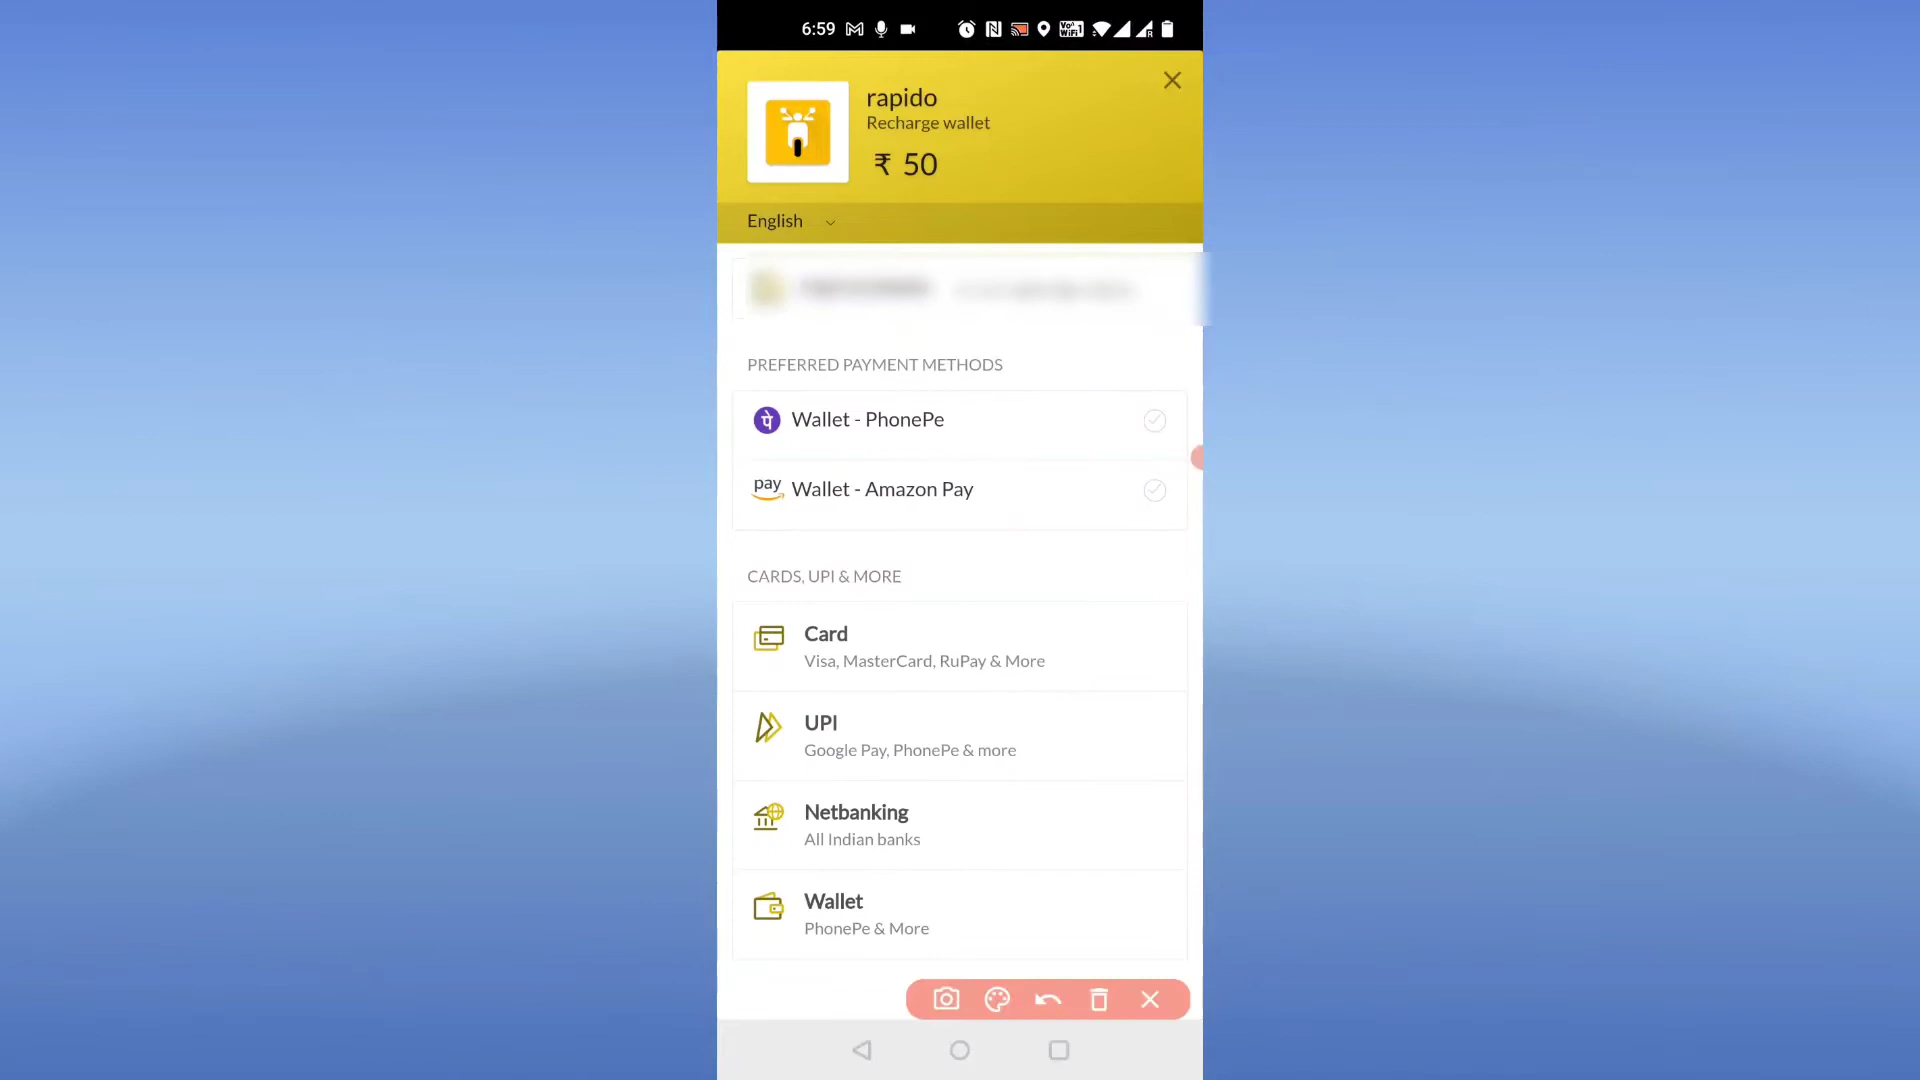 6:59
rapido
Recharge wallet
₹ 50
English
PREFERRED PAYMENT METHODS
पे Wallet - PhonePe
pay Wallet - Amazon Pay
CARDS, UPI & MORE
Card
Visa, MasterCard, RuPay & More
UPI
Google Pay, PhonePe & more
Netbanking
All Indian banks
Wallet
PhonePe & More